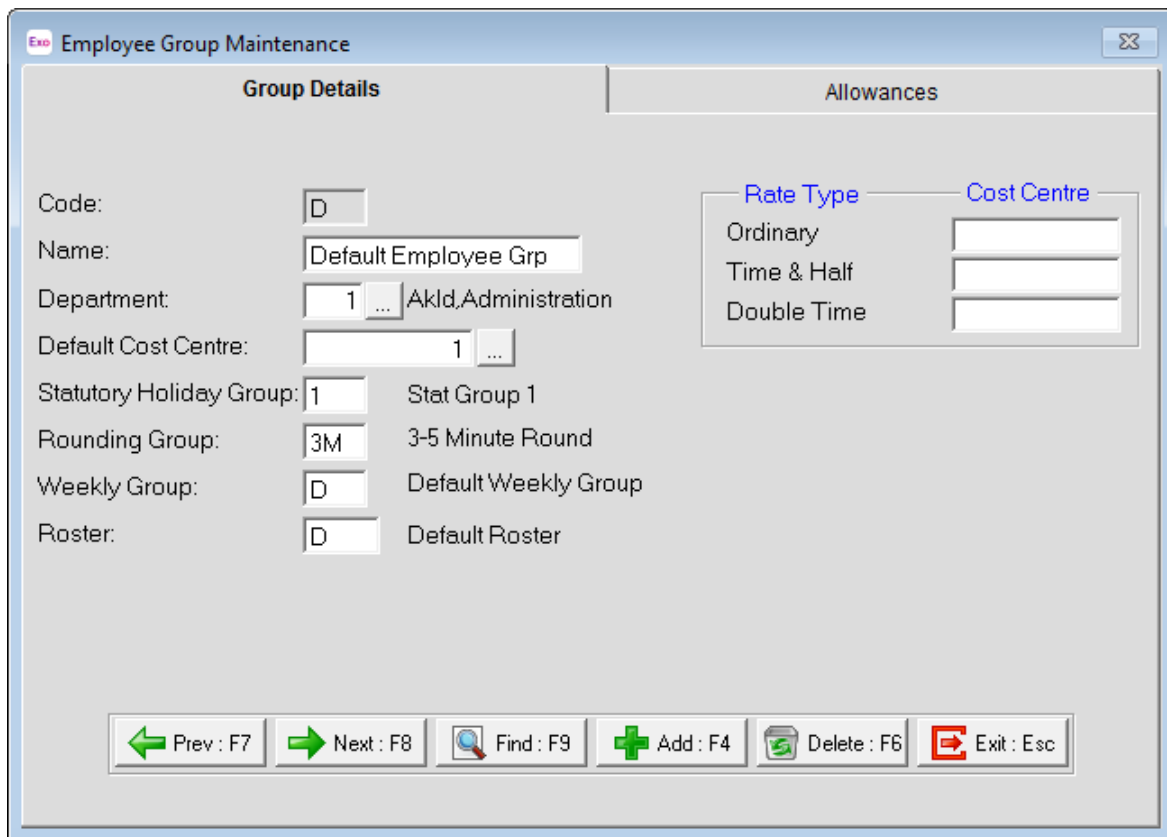 Exo Employee Group Maintenance
Group Details
Allowances
Code: D
Name: Default Employee Grp
Department: 1 ... Akld,Administration
Default Cost Centre: 1 ...
Statutory Holiday Group: 1 Stat Group 1
Rounding Group: 3M 3-5 Minute Round
Weekly Group: D Default Weekly Group
Roster: D Default Roster
Rate Type Cost Centre
Ordinary
Time & Half
Double Time
Prev : F7 Next : F8 Find : F9 Add : F4 Delete : F6 Exit : Esc